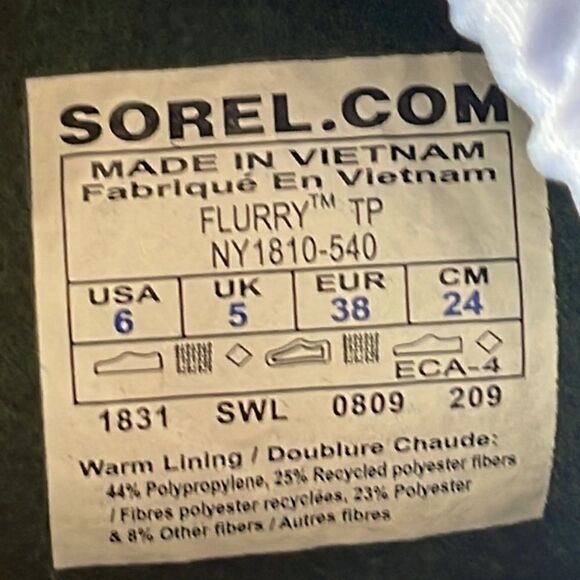 SOREL.COM
MADE IN VIETNAM
Fabriqué En Vietnam
FLURRY™ TP
NY1810-540
USA UK EUR CM
6 5 38 24
ECA-4
1831 SWL 0809 209
Warm Lining / Doublure Chaude:
44% Polypropylene, 25% Recycled polyester fibers
/ Fibres polyester recyclées, 23% Polyester
& 8% Other fibers / Autres fibres